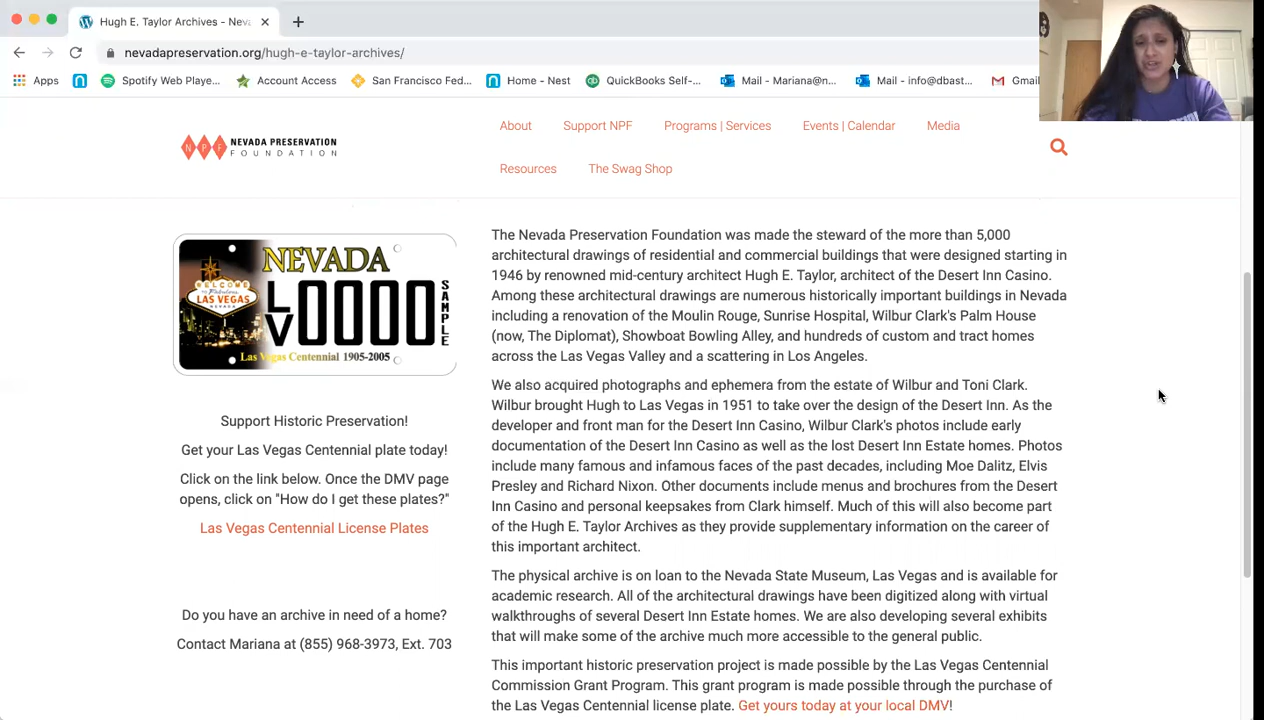 Hugh E. Taylor Archives - Neva
nevadapreservation.org/hugh-e-taylor-archives/
Apps
Spotify Web Playe...
Account Access
San Francisco Fed...
Home - Nest
QuickBooks Self-...
Mail - Mariana@n...
Mail - info@dbast...
Gmail
NPF
NEVADA PRESERVATION
FOUNDATION
About
Support NPF
Programs | Services
Events | Calendar
Media
Resources
The Swag Shop
NEVADA
WELCOME
TO Fabulous
LAS VEGAS
NEVADA
LV0000
SAMPLE
Las Vegas Centennial 1905-2005
Support Historic Preservation!
Get your Las Vegas Centennial plate today!
Click on the link below. Once the DMV page
opens, click on "How do I get these plates?"
Las Vegas Centennial License Plates
Do you have an archive in need of a home?
Contact Mariana at (855) 968-3973, Ext. 703
The Nevada Preservation Foundation was made the steward of the more than 5,000
architectural drawings of residential and commercial buildings that were designed starting in
1946 by renowned mid-century architect Hugh E. Taylor, architect of the Desert Inn Casino.
Among these architectural drawings are numerous historically important buildings in Nevada
including a renovation of the Moulin Rouge, Sunrise Hospital, Wilbur Clark's Palm House
(now, The Diplomat), Showboat Bowling Alley, and hundreds of custom and tract homes
across the Las Vegas Valley and a scattering in Los Angeles.
We also acquired photographs and ephemera from the estate of Wilbur and Toni Clark.
Wilbur brought Hugh to Las Vegas in 1951 to take over the design of the Desert Inn. As the
developer and front man for the Desert Inn Casino, Wilbur Clark's photos include early
documentation of the Desert Inn Casino as well as the lost Desert Inn Estate homes. Photos
include many famous and infamous faces of the past decades, including Moe Dalitz, Elvis
Presley and Richard Nixon. Other documents include menus and brochures from the Desert
Inn Casino and personal keepsakes from Clark himself. Much of this will also become part
of the Hugh E. Taylor Archives as they provide supplementary information on the career of
this important architect.
The physical archive is on loan to the Nevada State Museum, Las Vegas and is available for
academic research. All of the architectural drawings have been digitized along with virtual
walkthroughs of several Desert Inn Estate homes. We are also developing several exhibits
that will make some of the archive much more accessible to the general public.
This important historic preservation project is made possible by the Las Vegas Centennial
Commission Grant Program. This grant program is made possible through the purchase of
the Las Vegas Centennial license plate. Get yours today at your local DMV!